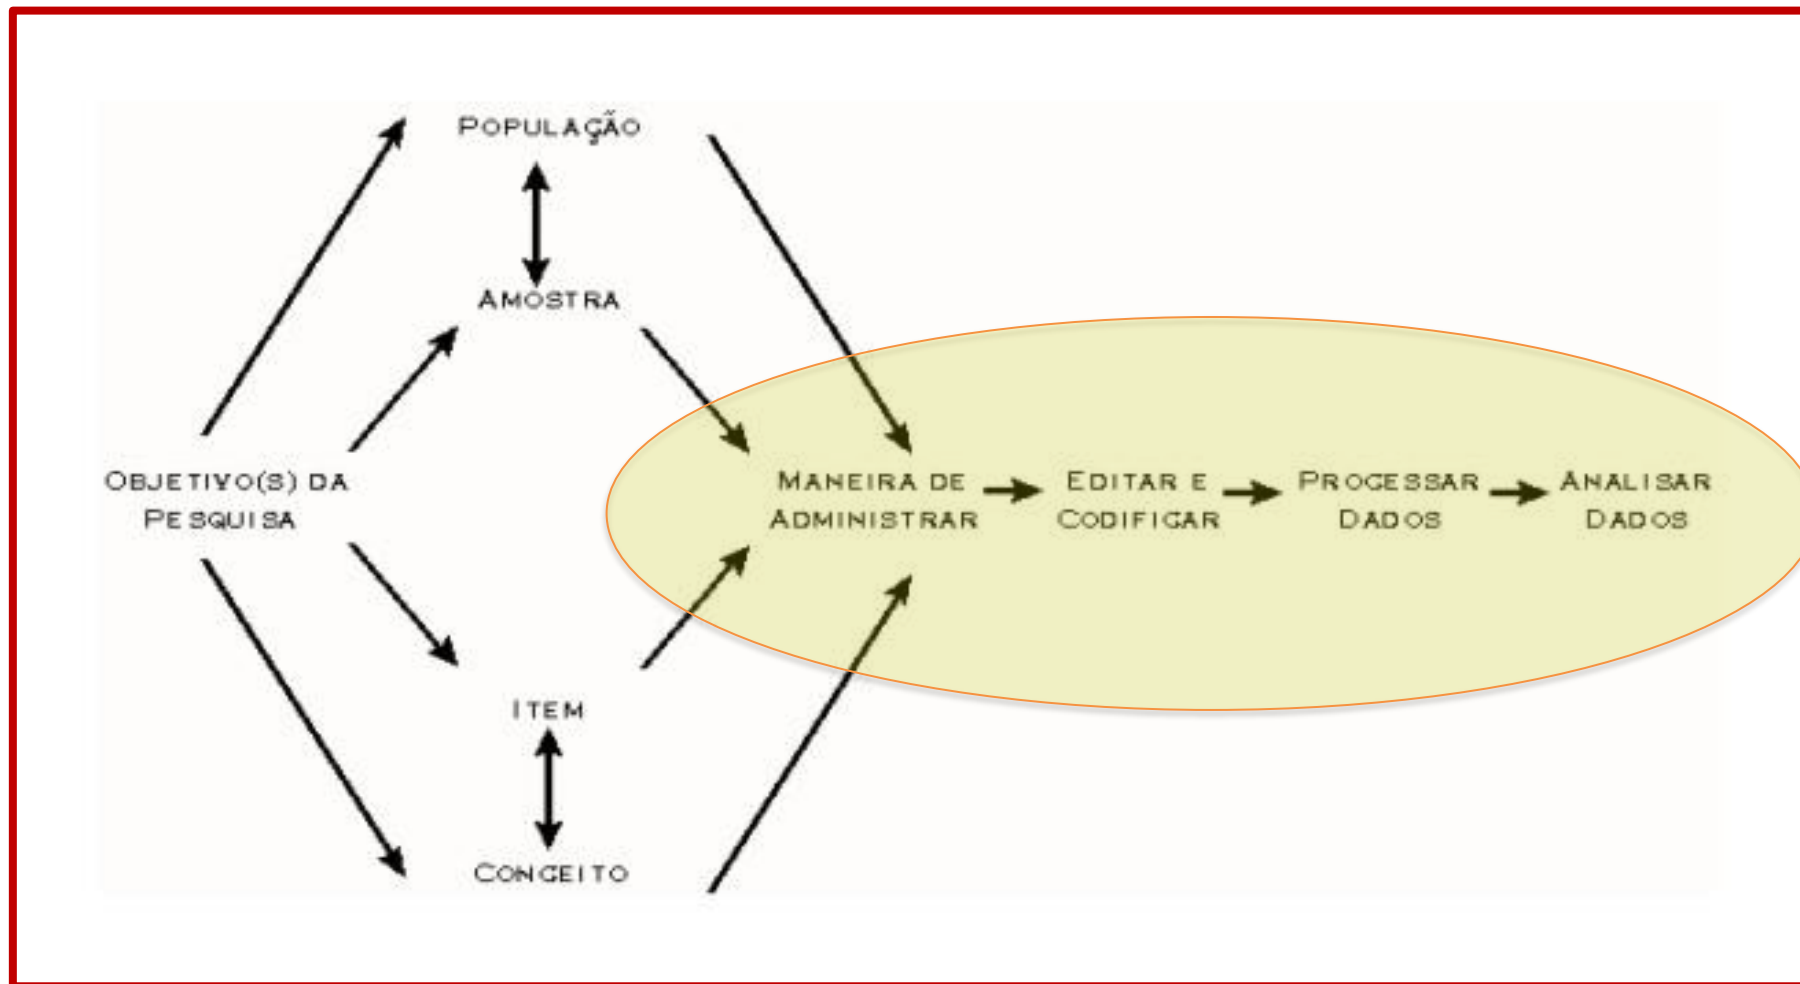 POPULAÇÃO
AMOSTRA
OBJETIVO(S) DA
PESQUISA
MANEIRA DE
ADMINISTRAR
EDITAR E
CODIFICAR
PROCESSAR
DADOS
ANALISAR
DADOS
ITEM
CONCEITO